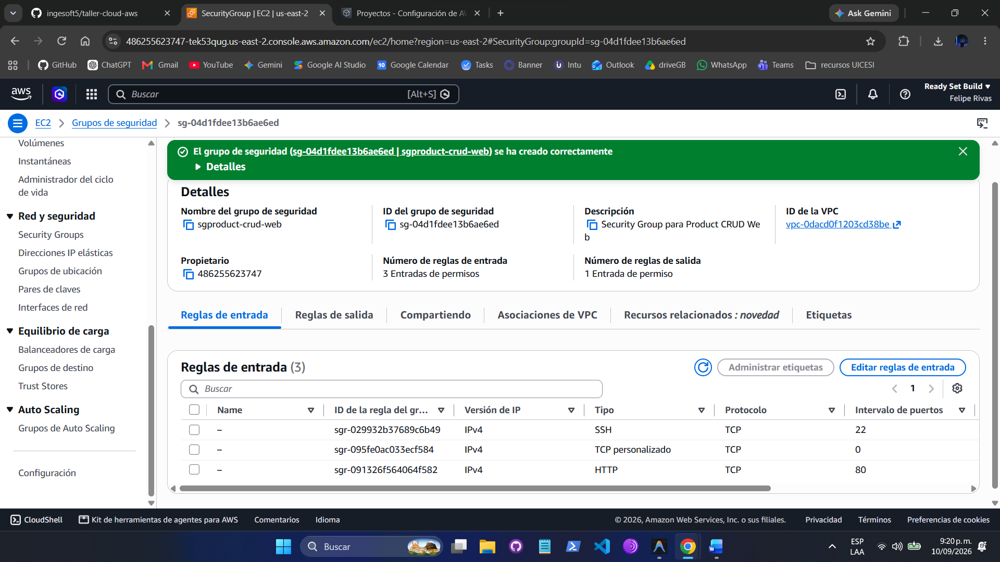 ingesoft5/taller-cloud-aws
SecurityGroup | EC2 | us-east-2
Proyectos - Configuración de A
Ask Gemini
486255623747-tek53qug.us-east-2.console.aws.amazon.com/ec2/home?region=us-east-2#SecurityGroup:groupId=sg-04d1fdee13b6ae6ed
GitHub
ChatGPT
Gmail
YouTube
Gemini
Google AI Studio
10 Google Calendar
Tasks
Banner
Intu
Outlook
driveGB
WhatsApp
Teams
recursos UICESI
aws
Buscar
[Alt+S]
Ready Set Build
Felipe Rivas
EC2
Grupos de seguridad
sg-04d1fdee13b6ae6ed
Volúmenes
Instantáneas
Administrador del ciclo
de vida
Red y seguridad
Security Groups
Direcciones IP elásticas
Grupos de ubicación
Pares de claves
Interfaces de red
Equilibrio de carga
Balanceadores de carga
Grupos de destino
Trust Stores
Auto Scaling
Grupos de Auto Scaling
Configuración
El grupo de seguridad (sg-04d1fdee13b6ae6ed | sgproduct-crud-web) se ha creado correctamente
Detalles
Detalles
Nombre del grupo de seguridad
sgproduct-crud-web
ID del grupo de seguridad
sg-04d1fdee13b6ae6ed
Descripción
Security Group para Product CRUD We
b
ID de la VPC
vpc-0dacd0f1203cd38be
Propietario
486255623747
Número de reglas de entrada
3 Entradas de permisos
Número de reglas de salida
1 Entrada de permiso
Reglas de entrada
Reglas de salida
Compartiendo
Asociaciones de VPC
Recursos relacionados : novedad
Etiquetas
Reglas de entrada (3)
Administrar etiquetas
Editar reglas de entrada
Buscar
1
Name ID de la regla del gr... Versión de IP Tipo Protocolo Intervalo de puertos
– sgr-029932b37689c6b49 IPv4 SSH TCP 22
– sgr-095fe0ac033ecf584 IPv4 TCP personalizado TCP 0
– sgr-091326f564064f582 IPv4 HTTP TCP 80
CloudShell
Kit de herramientas de agentes para AWS
Comentarios
Idioma
© 2026, Amazon Web Services, Inc. o sus filiales.
Privacidad
Términos
Preferencias de cookies
Buscar
ESP
LAA
9:20 p. m.
10/09/2026